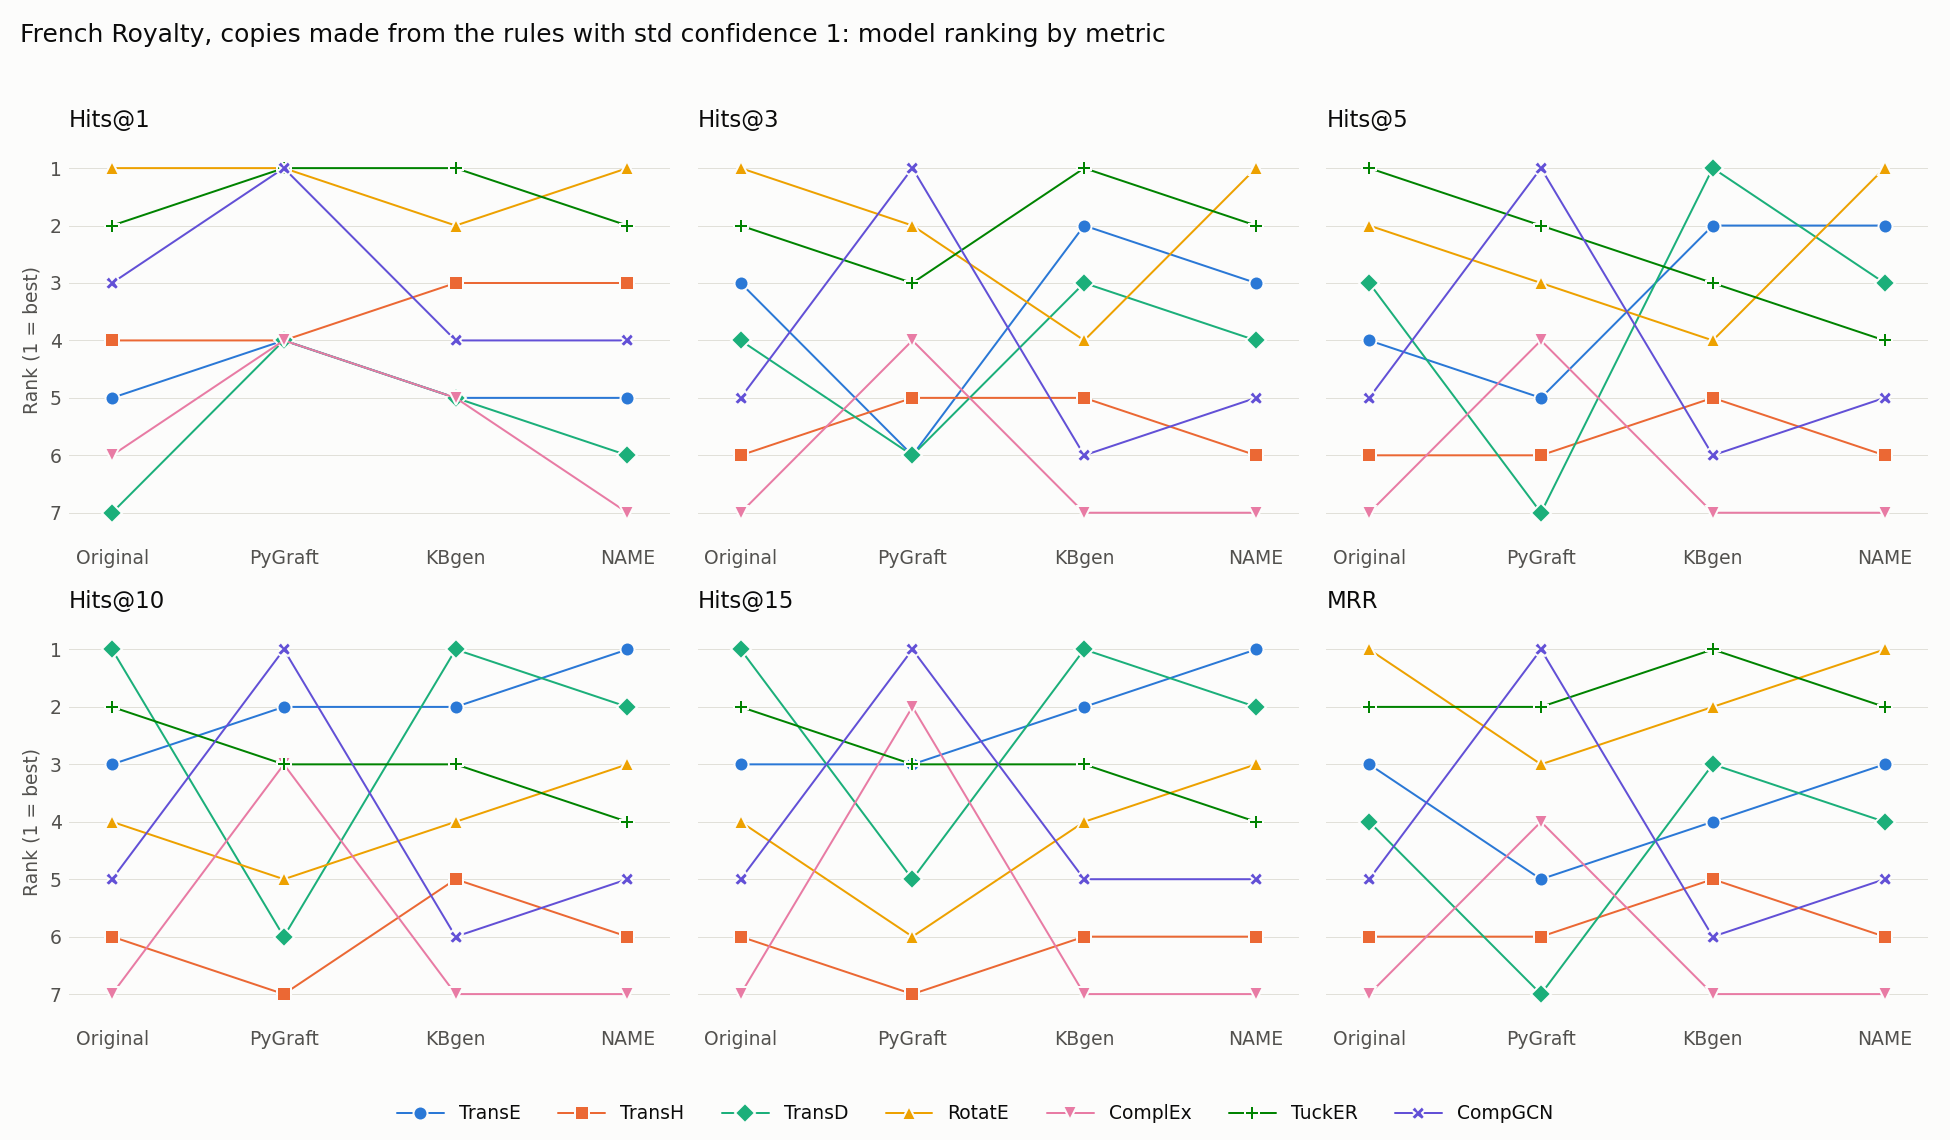 French Royalty, copies made from the rules with std confidence 1: model ranking by metric
Hits@1
Hits@3
Hits@5
Rank (1 = best)
1
2
3
4
5
6
7
Original PyGraft KBgen NAME
Original PyGraft KBgen NAME
Original PyGraft KBgen NAME
Hits@10
Hits@15
MRR
Rank (1 = best)
1
2
3
4
5
6
7
Original PyGraft KBgen NAME
Original PyGraft KBgen NAME
Original PyGraft KBgen NAME
TransE TransH TransD RotatE ComplEx TuckER CompGCN